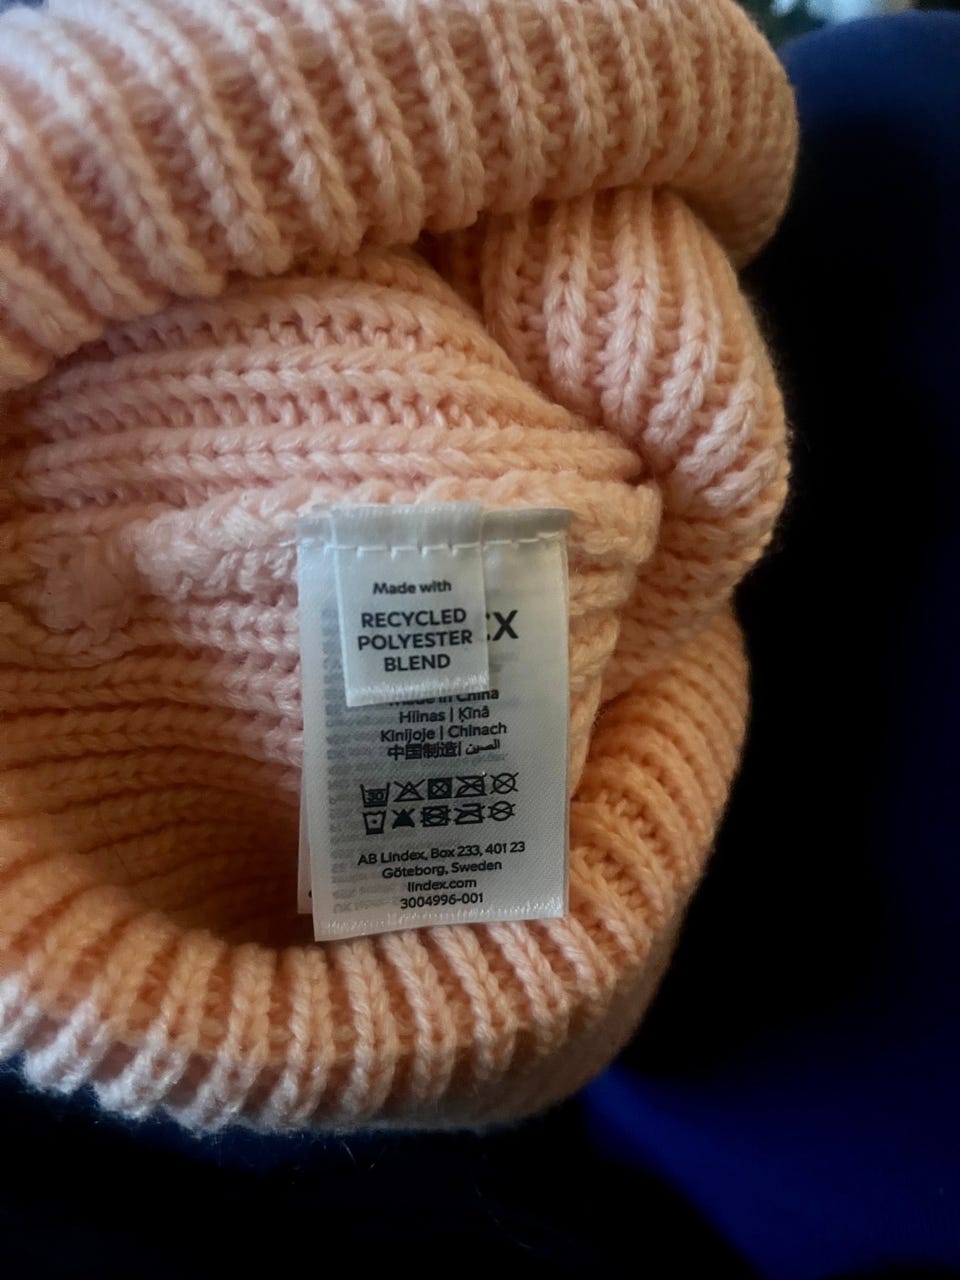 Made with
RECYCLED
POLYESTER
BLEND
EX
Made in China
Hiinas | Ķīnā
Kinijoje | Chinach
中国制造| الصين
30
AB Lindex, Box 233, 401 23
Göteborg, Sweden
lindex.com
3004996-001